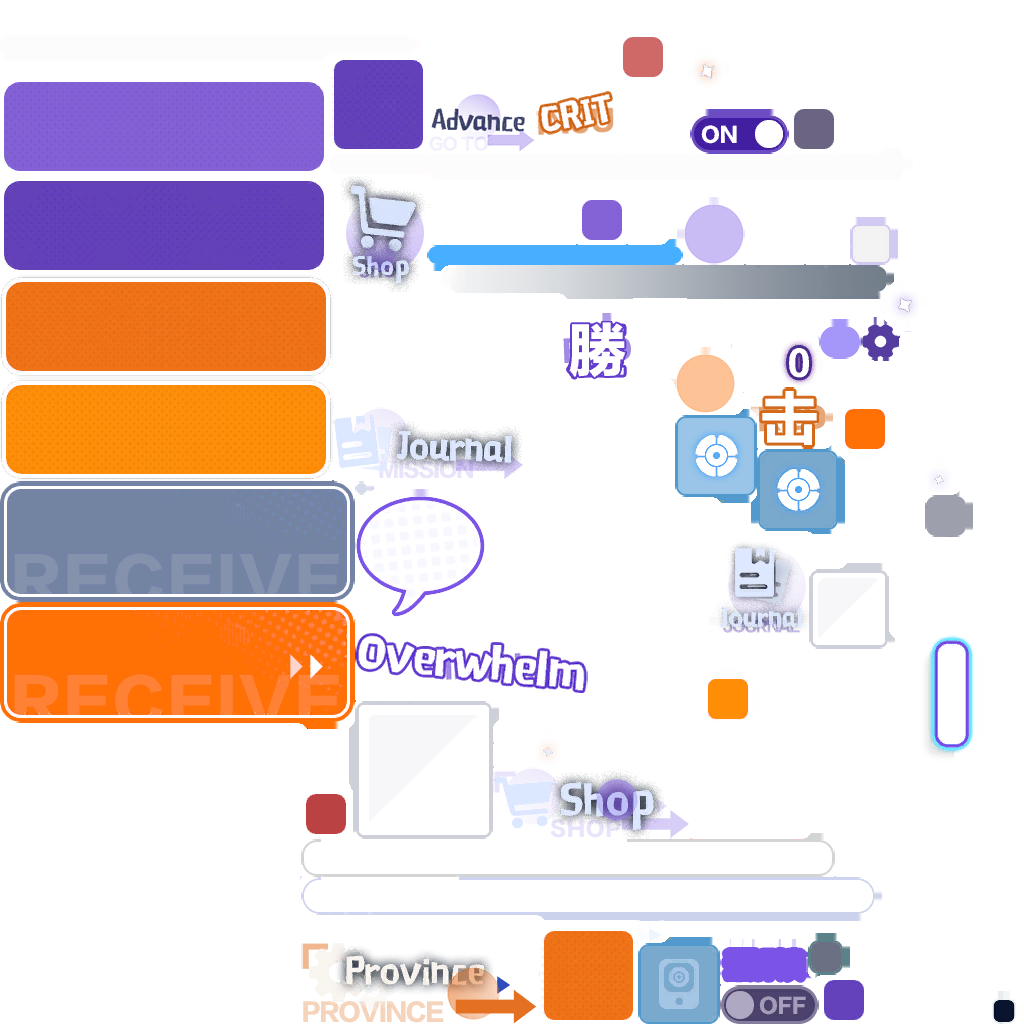 Advance
GO TO
CRIT
ON
Shop
勝
0
击
Journal
MISSION
RECEIVE
Journal
JOURNAL
Overwhelm
RECEIVE
Shop
SHOP
Province
PROVINCE
OFF